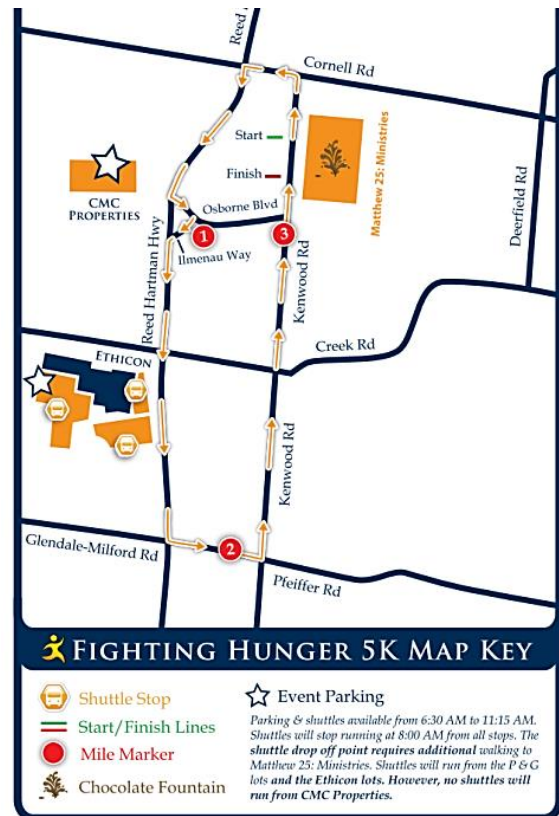 Reed
Cornell Rd
Start
Finish
Matthew 25: Ministries
Deerfield Rd
CMC
PROPERTIES
Osborne Blvd
1
3
Ilmenau Way
Reed Hartman Hwy
Kenwood Rd
Creek Rd
ETHICON
Kenwood Rd
Glendale-Milford Rd
2
Pfeiffer Rd
FIGHTING HUNGER 5K MAP KEY
Shuttle Stop
Start/Finish Lines
Mile Marker
Chocolate Fountain
Event Parking
Parking & shuttles available from 6:30 AM to 11:15 AM.
Shuttles will stop running at 8:00 AM from all stops. The
shuttle drop off point requires additional walking to
Matthew 25: Ministries. Shuttles will run from the P & G
lots and the Ethicon lots. However, no shuttles will
run from CMC Properties.